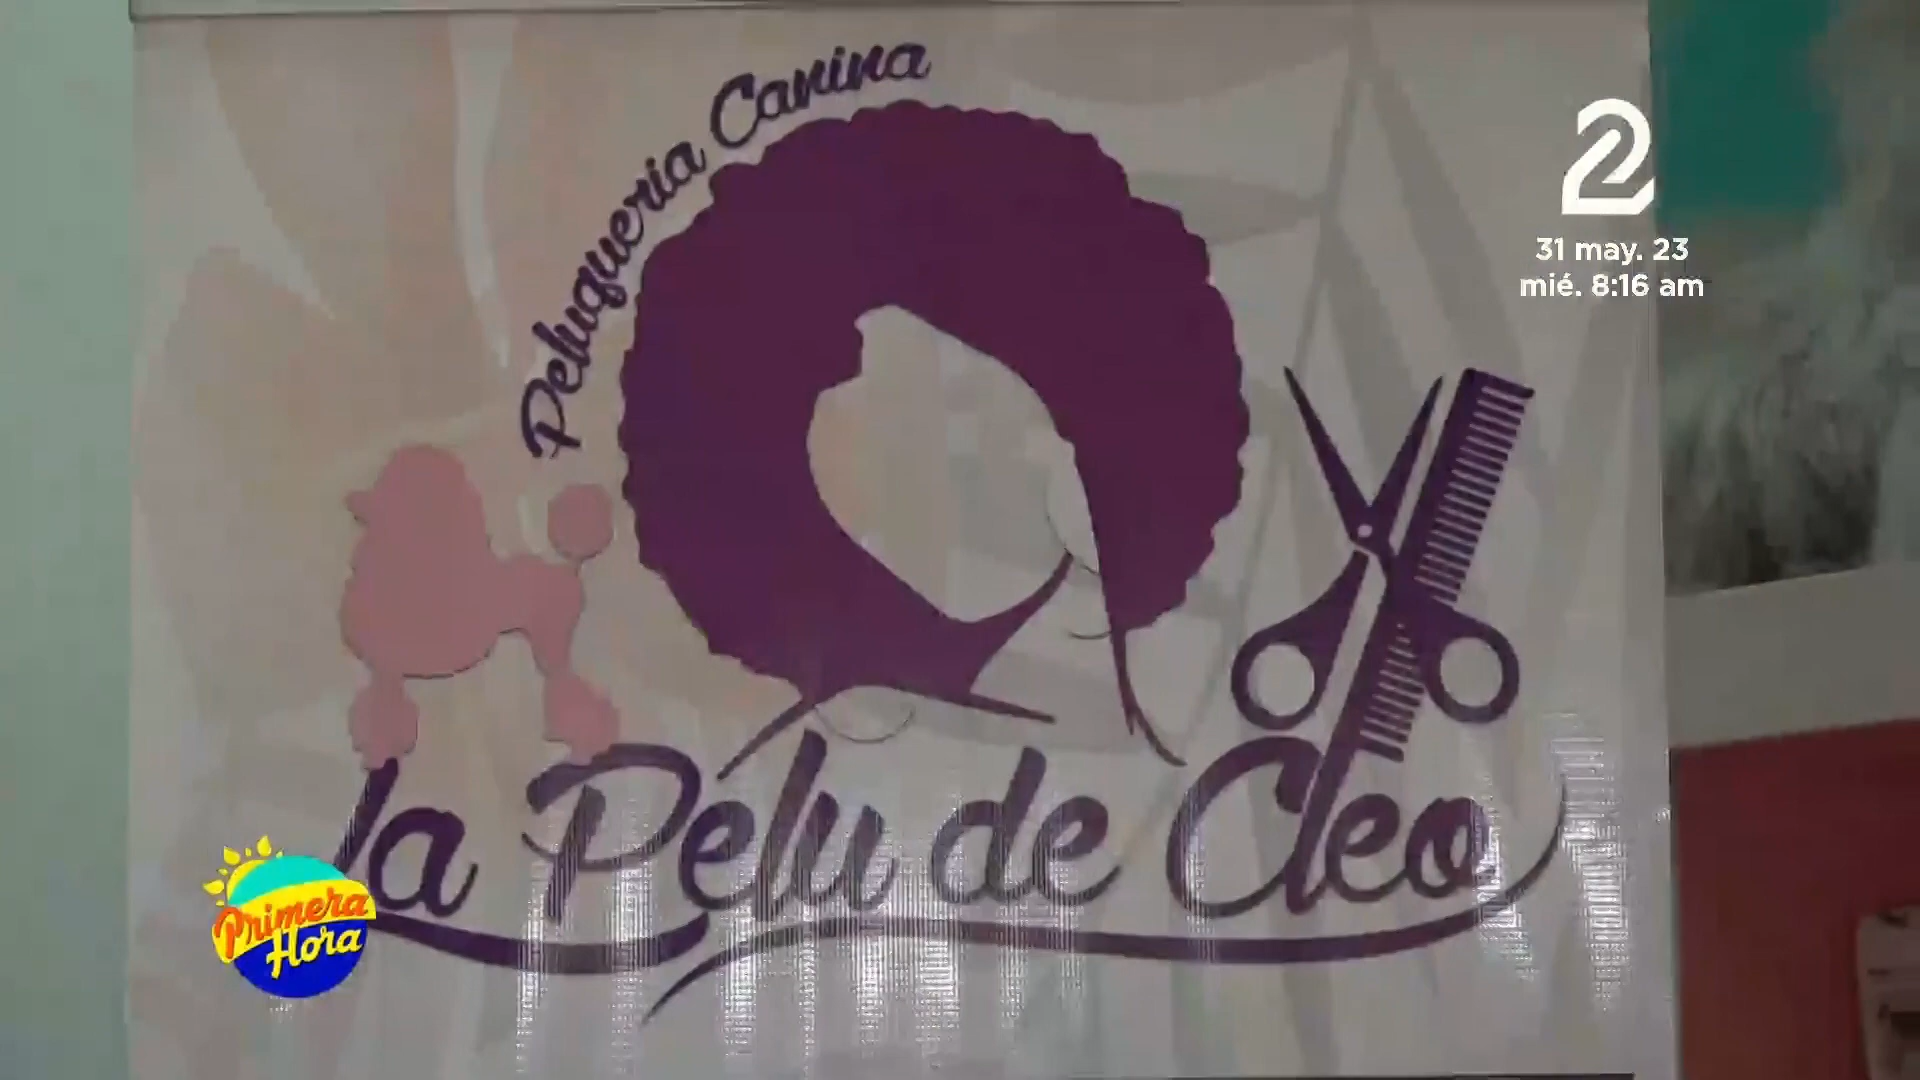 Peluqueria Canina
La Pelu de Cleo
2
31 may. 23
mié. 8:16 am
Primera
Hora